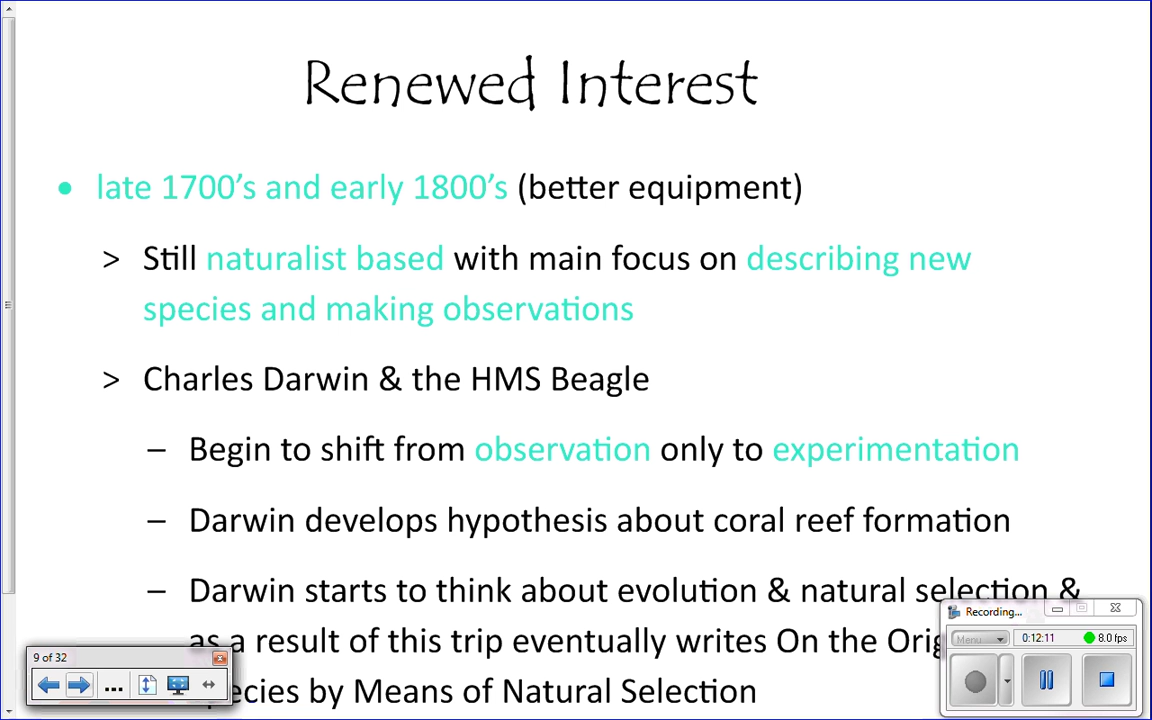 Renewed Interest
• late 1700's and early 1800's (better equipment)
> Still naturalist based with main focus on describing new
species and making observations
> Charles Darwin & the HMS Beagle
– Begin to shift from observation only to experimentation
– Darwin develops hypothesis about coral reef formation
– Darwin starts to think about evolution & natural selection &
as a result of this trip eventually writes On the
by Means of Natural Selection
Recording...
Menu 0:12:11 8.0 fps
9 of 32